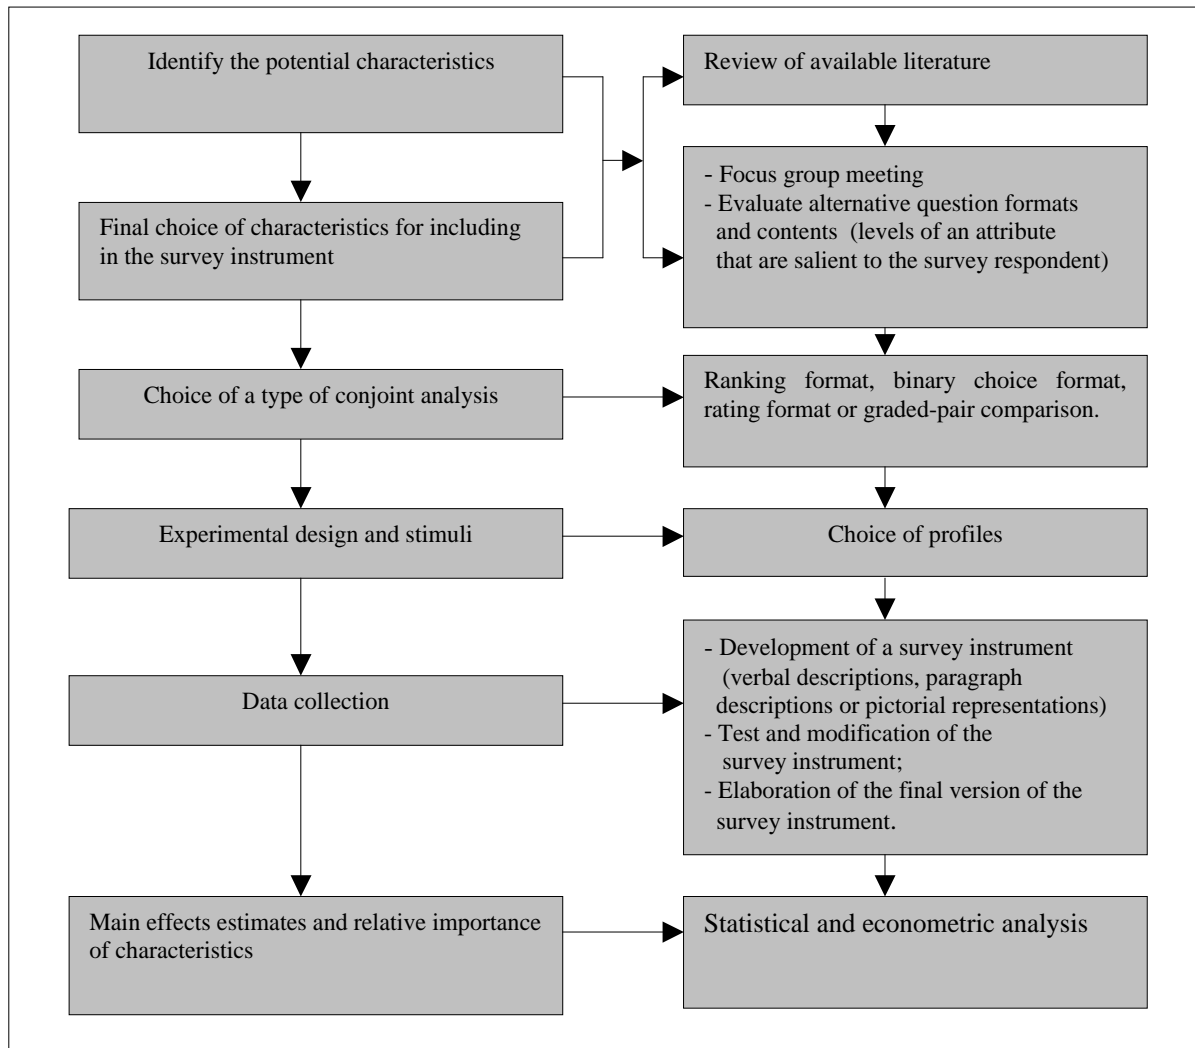 Identify the potential characteristics
Review of available literature
- Focus group meeting
- Evaluate alternative question formats
and contents (levels of an attribute
that are salient to the survey respondent)
Final choice of characteristics for including
in the survey instrument
Choice of a type of conjoint analysis
Ranking format, binary choice format,
rating format or graded-pair comparison.
Experimental design and stimuli
Choice of profiles
Data collection
- Development of a survey instrument
(verbal descriptions, paragraph
descriptions or pictorial representations)
- Test and modification of the
survey instrument;
- Elaboration of the final version of the
survey instrument.
Main effects estimates and relative importance
of characteristics
Statistical and econometric analysis